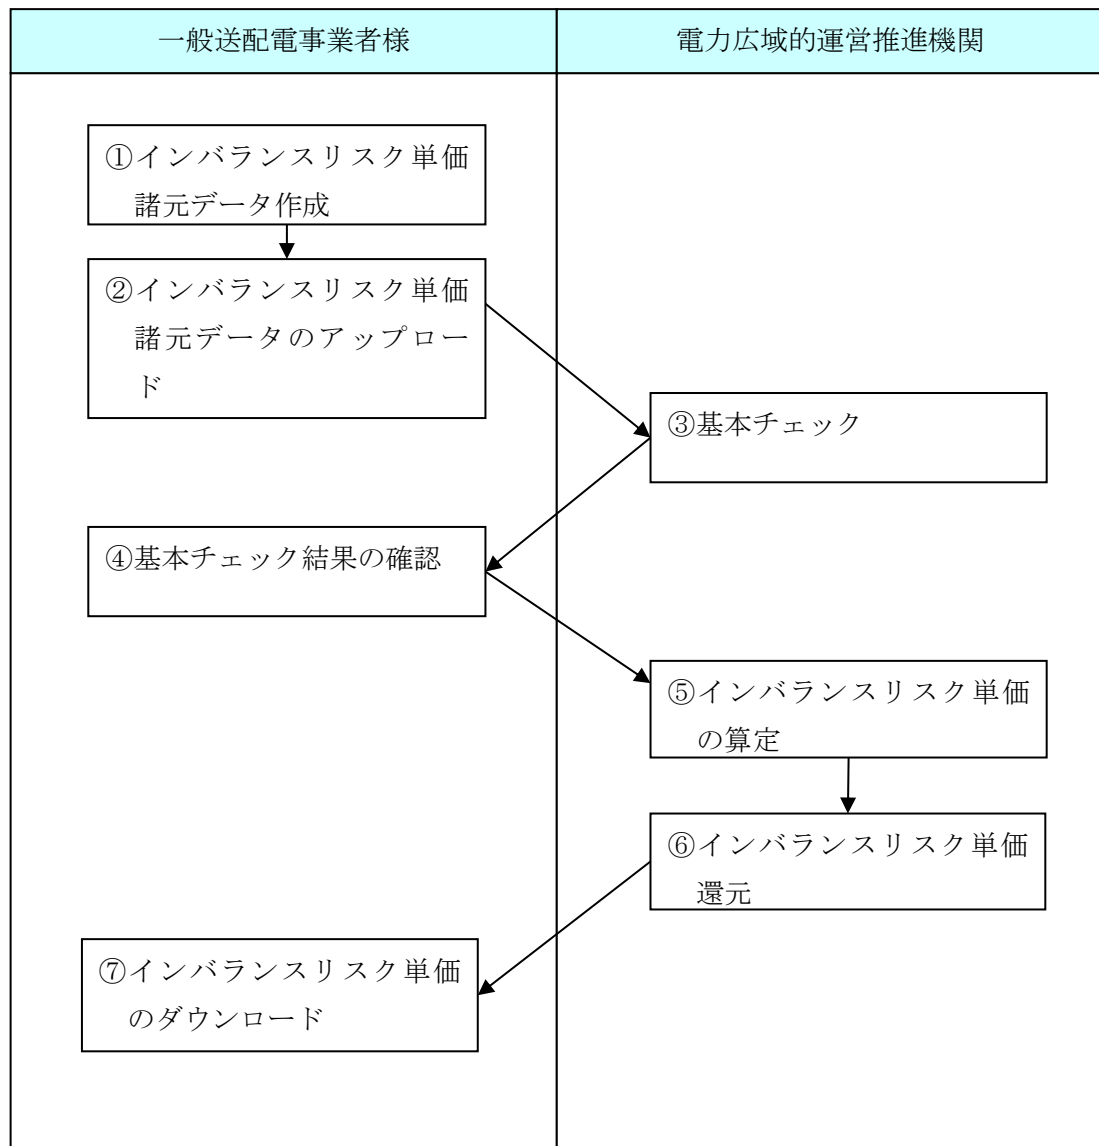 一般送配電事業者様
電力広域的運営推進機関
①インバランスリスク単価
諸元データ作成
②インバランスリスク単価
諸元データのアップロー
ド
③基本チェック
④基本チェック結果の確認
⑤インバランスリスク単価
の算定
⑥インバランスリスク単価
還元
⑦インバランスリスク単価
のダウンロード